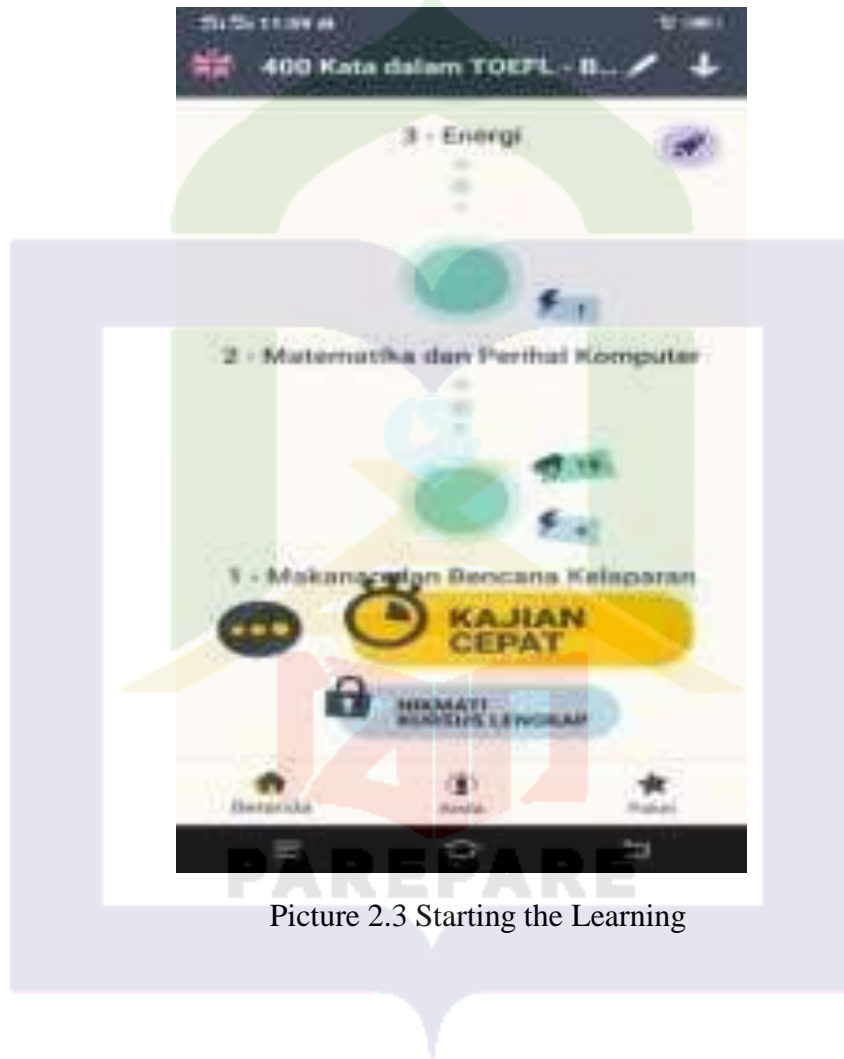 400 Kata dalam TOEFL - B...
3 - Energi
1
2 - Matematika dan Perihal Komputer
1 - Makanan dan Bencana Kelaparan
KAJIAN
CEPAT
NIKMATI
KURSUS LENGKAP
Beranda
Anda
PAREPARE
Picture 2.3 Starting the Learning